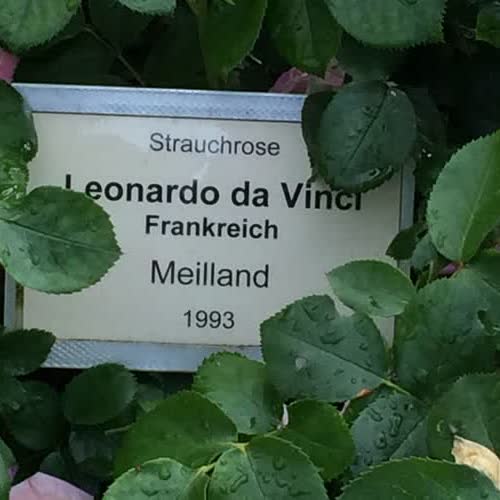 Strauchrose
Leonardo da Vinci
Frankreich
Meilland
1993